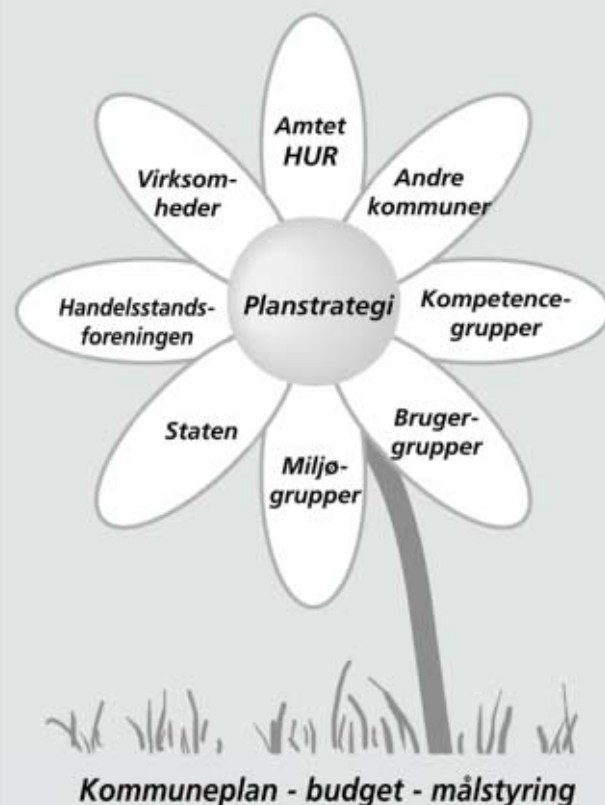 Amtet
HUR
Andre
kommuner
Kompetence-
grupper
Bruger-
grupper
Miljø-
grupper
Staten
Handelsstands-
foreningen
Virksom-
heder
Planstrategi
Kommuneplan - budget - målstyring